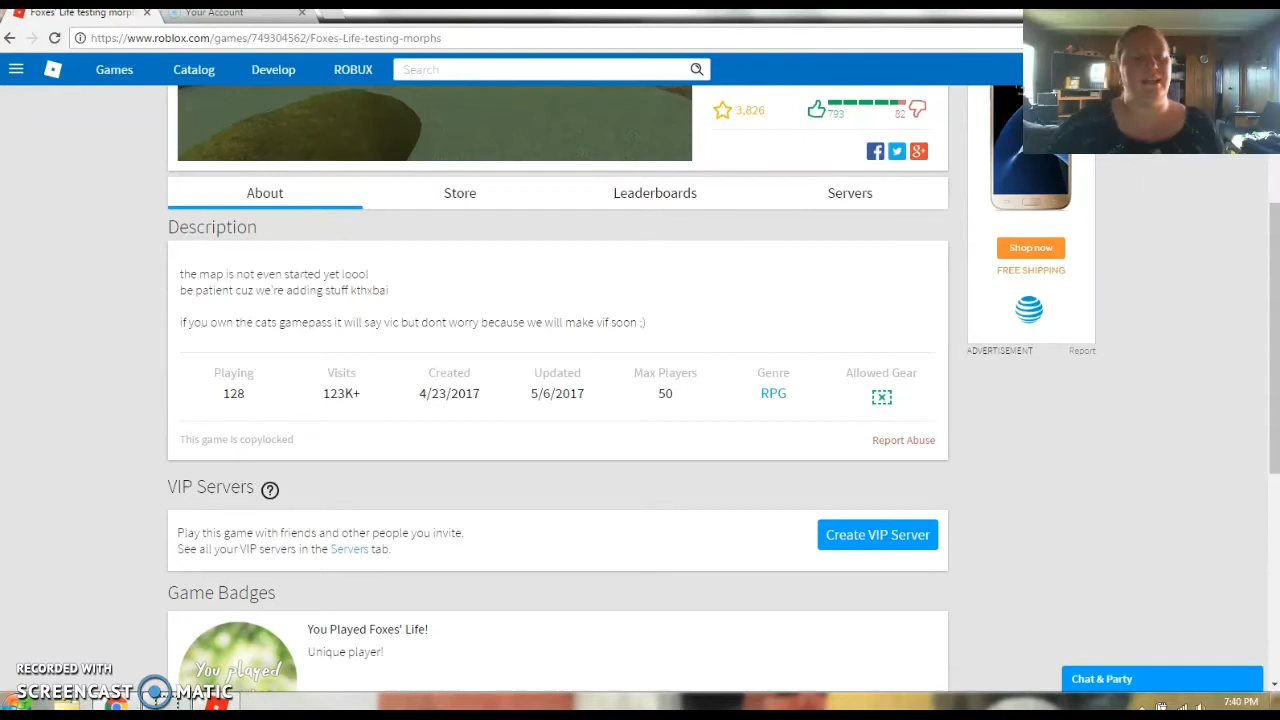 Foxes' Life testing morph
Your Account
https://www.roblox.com/games/749304562/Foxes-Life-testing-morphs
Games
Catalog
Develop
ROBUX
Search
3,826
793
82
About
Store
Leaderboards
Servers
Shop now
FREE SHIPPING
Description
the map is not even started yet loool
be patient cuz we're adding stuff kthxbai
if you own the cats gamepass it will say vic but dont worry because we will make vif soon ;)
ADVERTISEMENT
Report
Playing
Visits
Created
Updated
Max Players
Genre
Allowed Gear
128
123K+
4/23/2017
5/6/2017
50
RPG
This game is copylocked
Report Abuse
VIP Servers
Play this game with friends and other people you invite.
See all your VIP servers in the Servers tab.
Create VIP Server
Game Badges
You Played Foxes' Life!
Unique player!
You played
RECORDED WITH
SCREENCAST MATIC
Chat & Party
7:40 PM